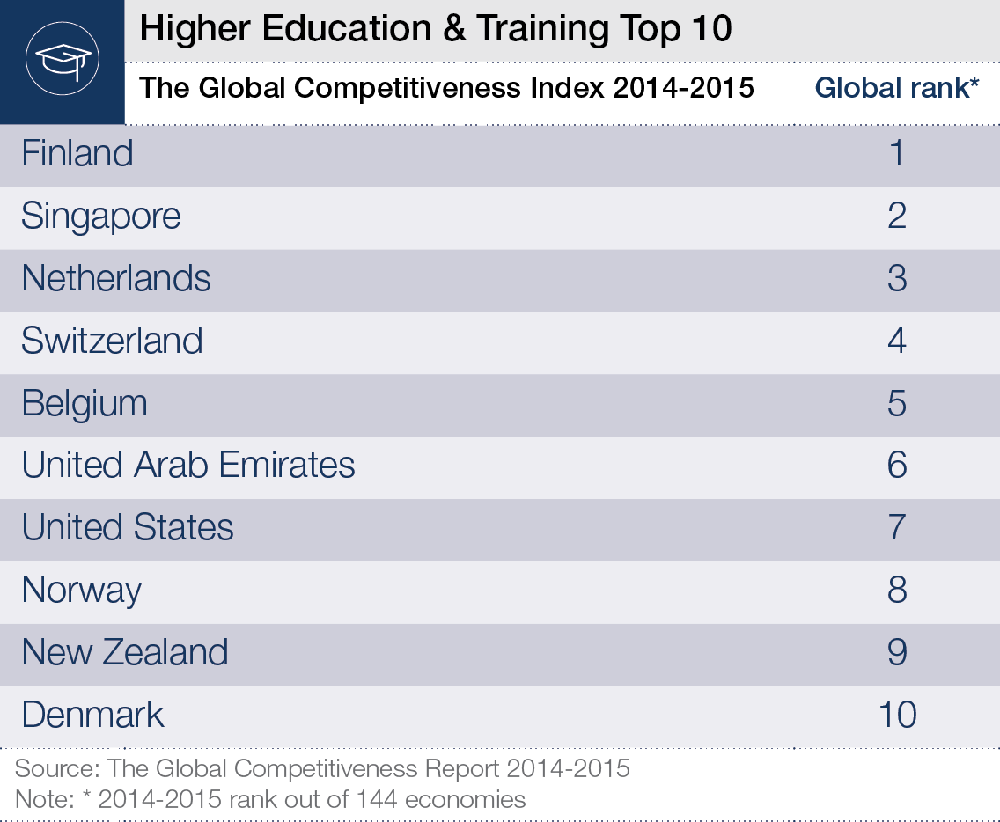 Higher Education & Training Top 10
The Global Competitiveness Index 2014-2015 Global rank*
Finland 1
Singapore 2
Netherlands 3
Switzerland 4
Belgium 5
United Arab Emirates 6
United States 7
Norway 8
New Zealand 9
Denmark 10
Source: The Global Competitiveness Report 2014-2015
Note: * 2014-2015 rank out of 144 economies